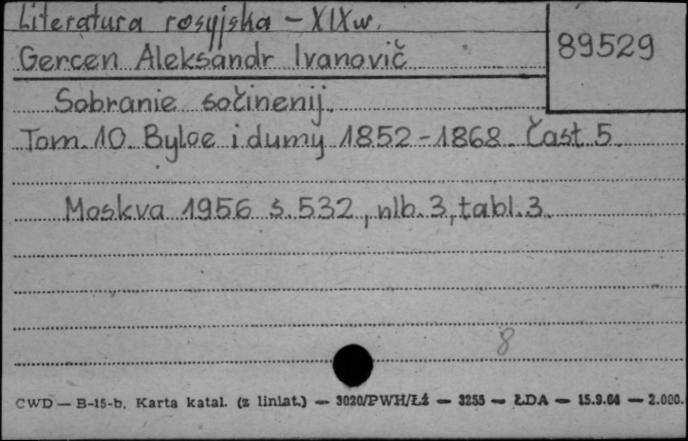 Literatura rosyjska - XIX w.
89529
Gercen Aleksandr Ivanovič
Sobranie sočinenij.
Tom. 10. Byloe i dumy 1852-1868. Čast 5.
Moskva 1956 s. 532, nlb. 3, tabl. 3.
8
CWD — B-15-b. Karta katal. (z liniat.) — 3020/PWH/Łź — 3255 — ŁDA — 15.9.64 — 2.000.